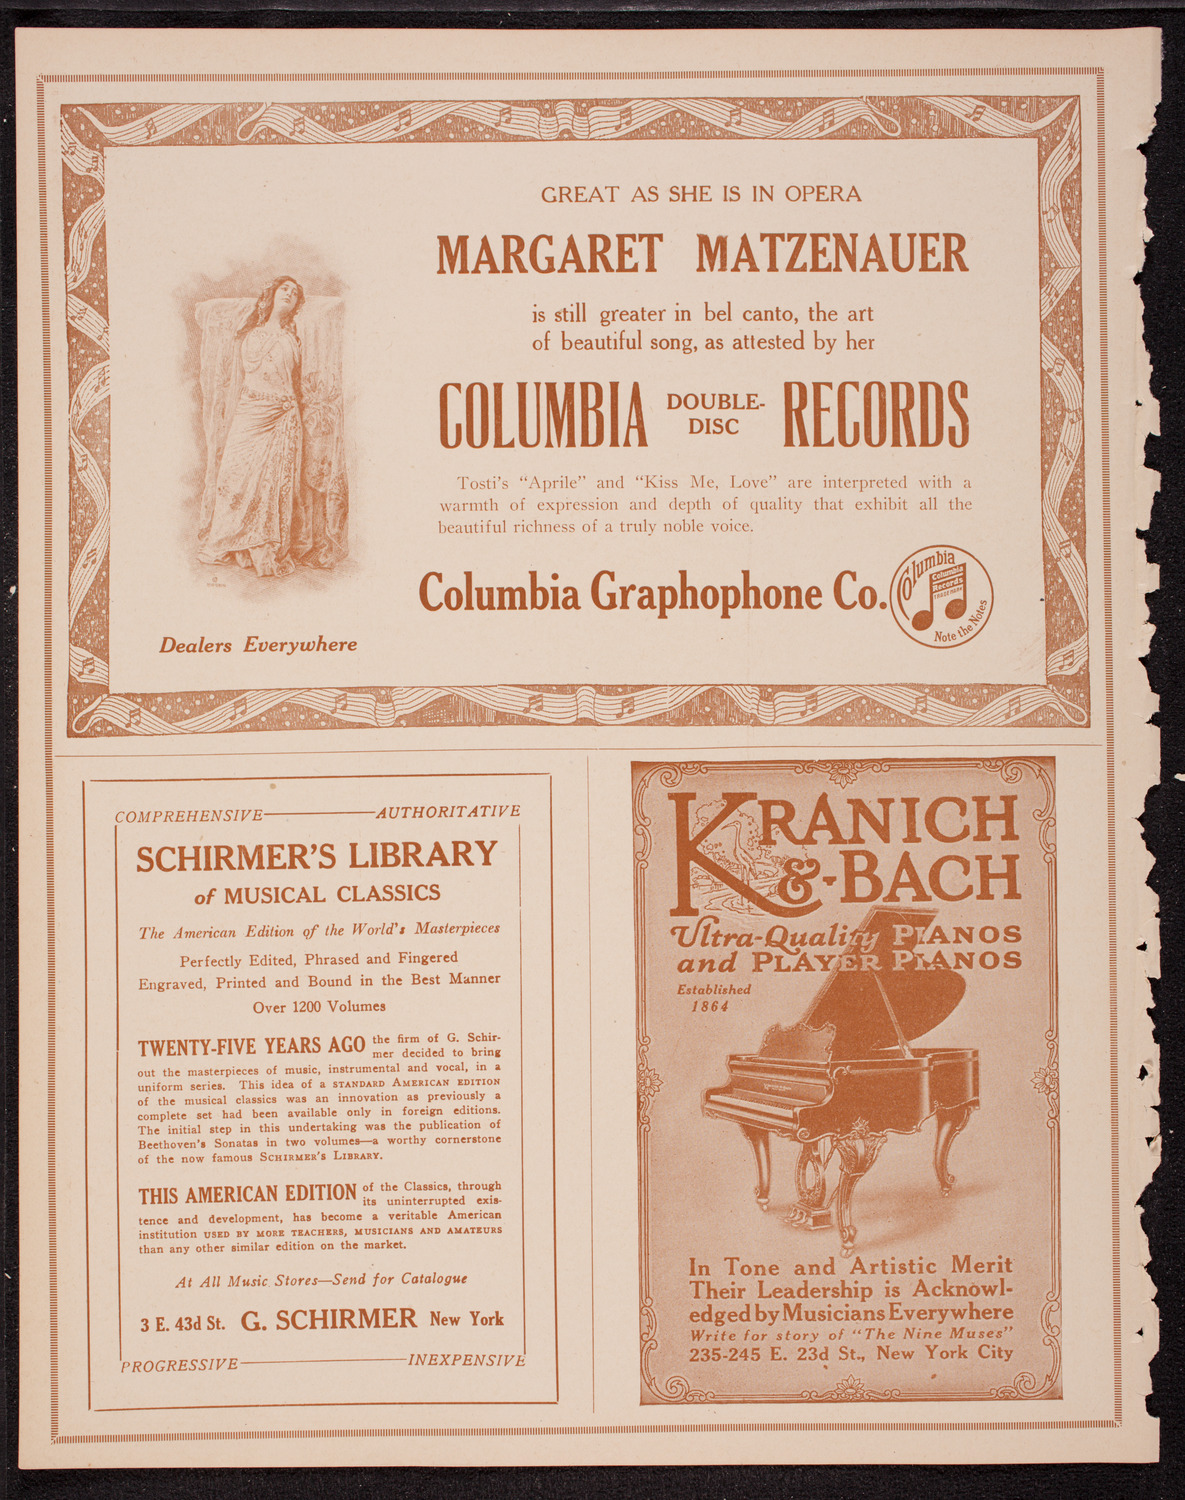 GREAT AS SHE IS IN OPERA
MARGARET MATZENAUER
is still greater in bel canto, the art
of beautiful song, as attested by her
COLUMBIA DOUBLE-DISC RECORDS
Tosti's “Aprile” and “Kiss Me, Love” are interpreted with a
warmth of expression and depth of quality that exhibit all the
beautiful richness of a truly noble voice.
Columbia Graphophone Co.
Columbia
Columbia
Records
TRADE MARK
Note the Notes
Dealers Everywhere
COMPREHENSIVE AUTHORITATIVE
SCHIRMER'S LIBRARY
of MUSICAL CLASSICS
The American Edition of the World's Masterpieces
Perfectly Edited, Phrased and Fingered
Engraved, Printed and Bound in the Best Manner
Over 1200 Volumes
TWENTY-FIVE YEARS AGO the firm of G. Schir-
mer decided to bring
out the masterpieces of music, instrumental and vocal, in a
uniform series. This idea of a STANDARD AMERICAN EDITION
of the musical classics was an innovation as previously a
complete set had been available only in foreign editions.
The initial step in this undertaking was the publication of
Beethoven's Sonatas in two volumes—a worthy cornerstone
of the now famous SCHIRMER'S LIBRARY.
THIS AMERICAN EDITION of the Classics, through
its uninterrupted exis-
tence and development, has become a veritable American
institution USED BY MORE TEACHERS, MUSICIANS AND AMATEURS
than any other similar edition on the market.
At All Music Stores—Send for Catalogue
3 E. 43d St. G. SCHIRMER New York
PROGRESSIVE INEXPENSIVE
KRANICH
&-BACH
Ultra-Quality PIANOS
and PLAYER PIANOS
Established
1864
In Tone and Artistic Merit
Their Leadership is Acknowl-
edged by Musicians Everywhere
Write for story of “The Nine Muses”
235-245 E. 23d St., New York City